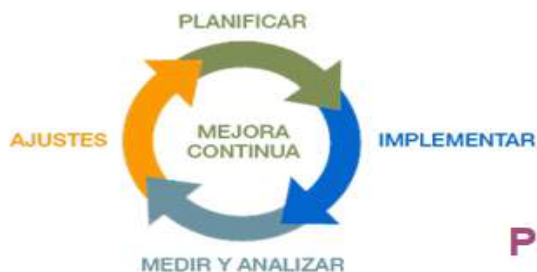 PLANIFICAR
AJUSTES
MEJORA
CONTINUA
IMPLEMENTAR
MEDIR Y ANALIZAR
P